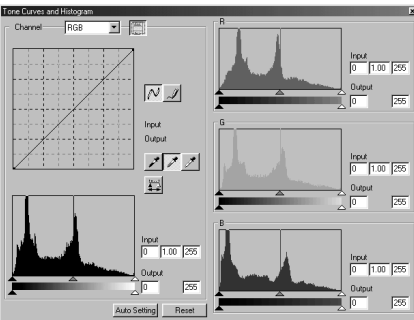 Tone Curves and Histogram
Channel RGB
Input
Output
Input
0 1.00 255
Output
0 255
Auto Setting Reset
R
Input
0 1.00 255
Output
0 255
G
Input
0 1.00 255
Output
0 255
B
Input
0 1.00 255
Output
0 255